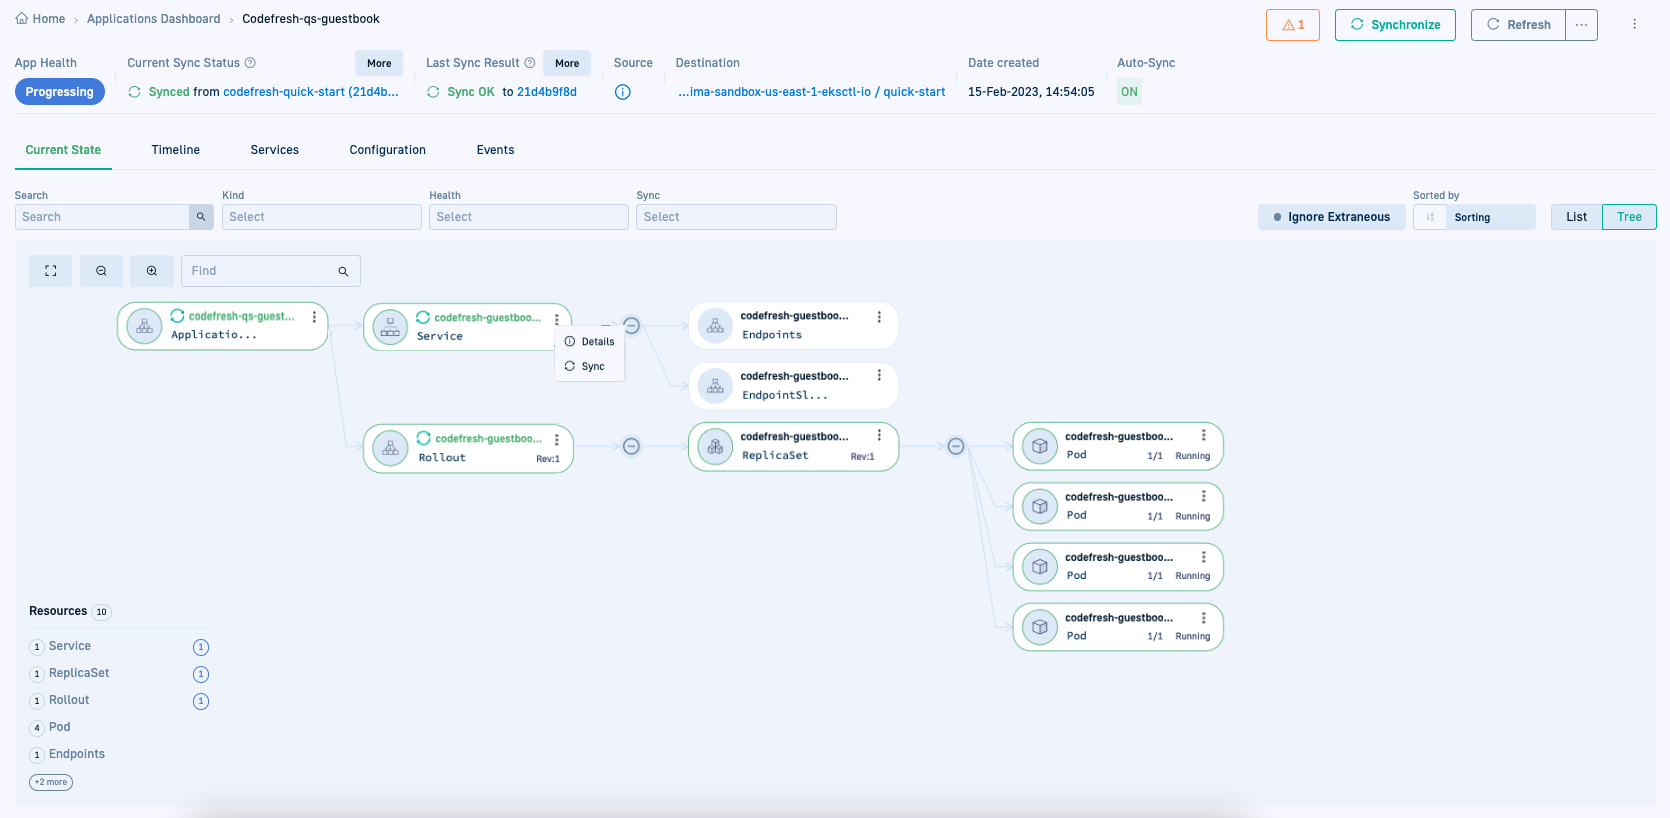 Home › Applications Dashboard › Codefresh-qs-guestbook
1 Synchronize Refresh ...
App Health
Progressing
Current Sync Status More
Synced from codefresh-quick-start (21d4b...
Last Sync Result More
Sync OK to 21d4b9f8d
Source
Destination
...ima-sandbox-us-east-1-eksctl-io / quick-start
Date created
15-Feb-2023, 14:54:05
Auto-Sync
ON
Current State Timeline Services Configuration Events
Search
Search
Kind
Select
Health
Select
Sync
Select
Ignore Extraneous
Sorted by
Sorting
List Tree
Find
codefresh-qs-guest...
Applicatio...
codefresh-guestboo...
Service
Details
Sync
codefresh-guestboo...
Endpoints
codefresh-guestboo...
EndpointSl...
codefresh-guestboo...
Rollout Rev:1
codefresh-guestboo...
ReplicaSet Rev:1
codefresh-guestboo...
Pod 1/1 Running
codefresh-guestboo...
Pod 1/1 Running
codefresh-guestboo...
Pod 1/1 Running
codefresh-guestboo...
Pod 1/1 Running
Resources 10
1 Service 1
1 ReplicaSet 1
1 Rollout 1
4 Pod
1 Endpoints
+2 more